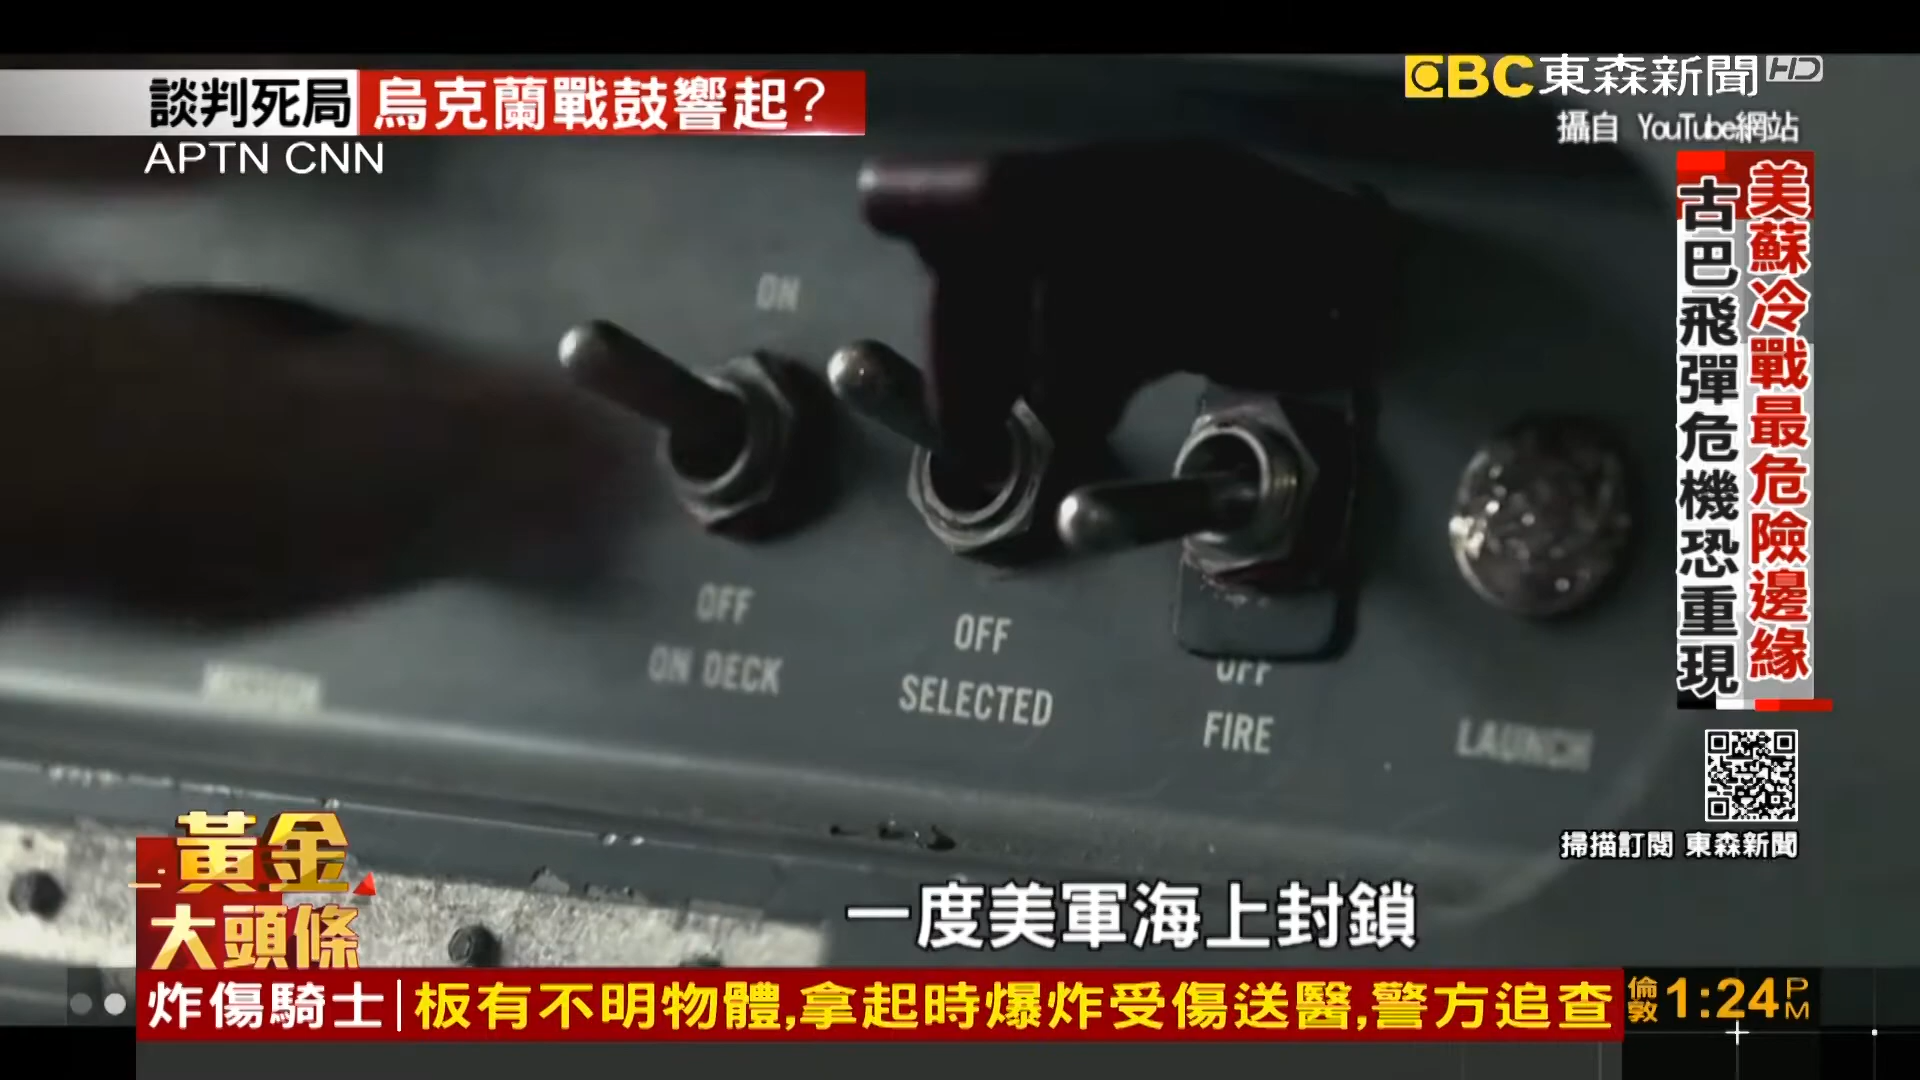 談判死局 烏克蘭戰鼓響起?
APTN CNN
EBC 東森新聞 HD
攝自 YouTube網站
美蘇冷戰最危險邊緣
古巴飛彈危機恐重現
ON
OFF
ON DECK
OFF
SELECTED
OFF
FIRE
LAUNCH
掃描訂閱 東森新聞
黃金
大頭條
一度美軍海上封鎖
炸傷騎士|板有不明物體,拿起時爆炸受傷送醫,警方追查
倫敦 1:24 PM